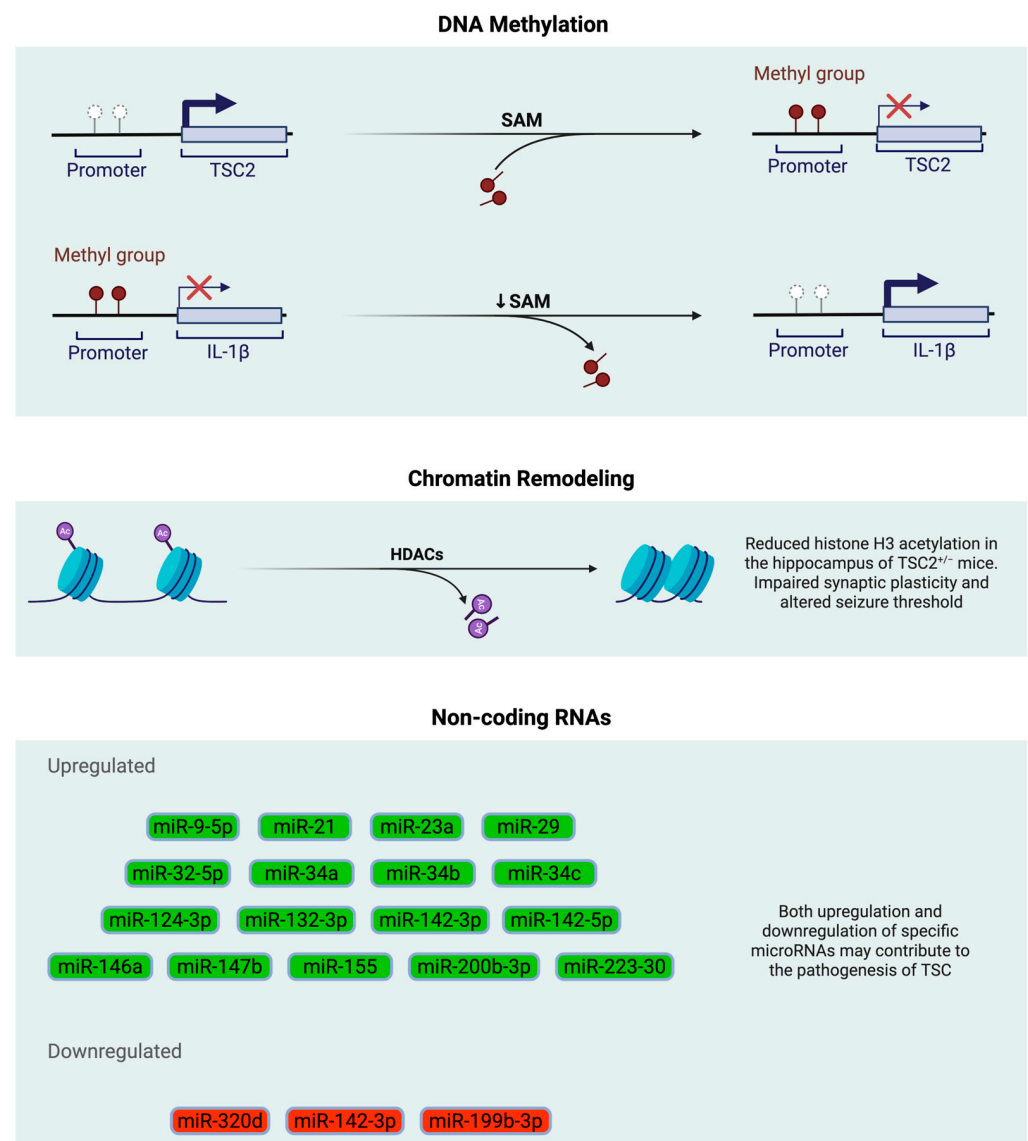 DNA Methylation
Methyl group
SAM
Promoter
TSC2
Promoter
TSC2
Methyl group
↓SAM
Promoter
IL-1β
Promoter
IL-1β
Chromatin Remodeling
Ac
Ac
HDACs
Ac
Ac
Reduced histone H3 acetylation in
the hippocampus of TSC2+/− mice.
Impaired synaptic plasticity and
altered seizure threshold
Non-coding RNAs
Upregulated
miR-9-5p miR-21 miR-23a miR-29
miR-32-5p miR-34a miR-34b miR-34c
miR-124-3p miR-132-3p miR-142-3p miR-142-5p
miR-146a miR-147b miR-155 miR-200b-3p miR-223-30
Both upregulation and
downregulation of specific
microRNAs may contribute to
the pathogenesis of TSC
Downregulated
miR-320d miR-142-3p miR-199b-3p